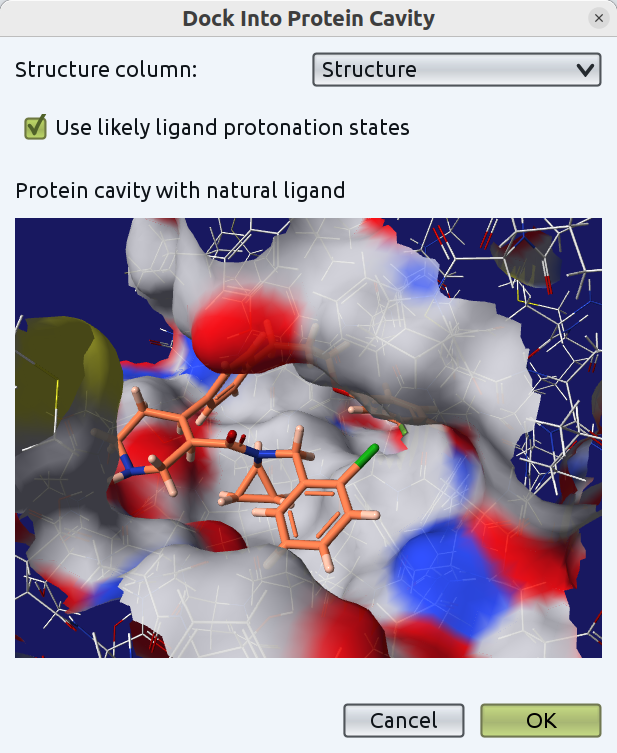 Dock Into Protein Cavity
Structure column:
Structure
Use likely ligand protonation states
Protein cavity with natural ligand
Cancel
OK